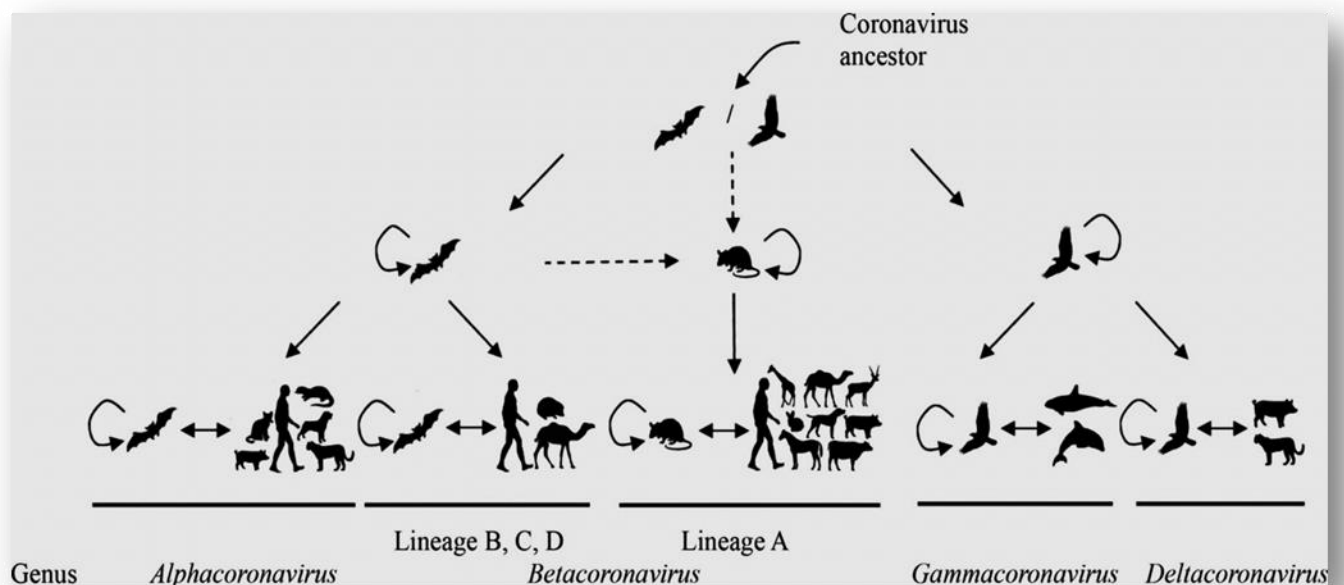 Coronavirus
ancestor
Lineage B, C, D
Lineage A
Genus
Alphacoronavirus
Betacoronavirus
Gammacoronavirus
Deltacoronavirus